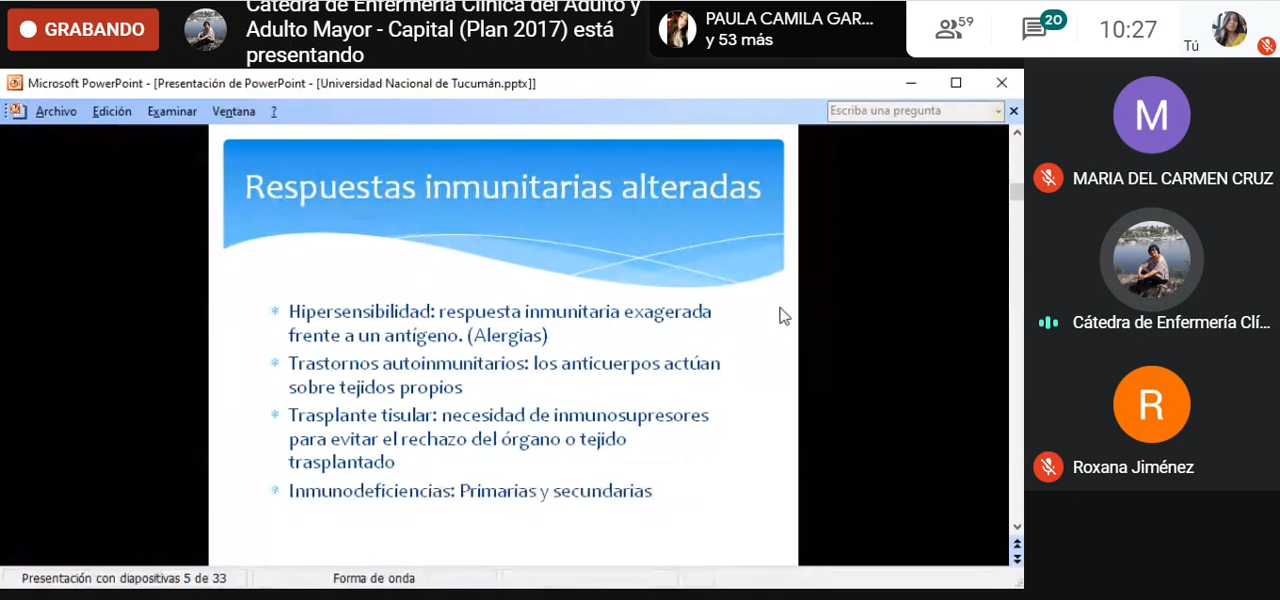 GRABANDO
Cátedra de Enfermería Clínica del Adulto y
Adulto Mayor - Capital (Plan 2017) está
presentando
PAULA CAMILA GAR...
y 53 más
59
20
10:27
Tú
Microsoft PowerPoint - [Presentación de PowerPoint - [Universidad Nacional de Tucumán.pptx]]
Archivo Edición Examinar Ventana ?
Escriba una pregunta
Respuestas inmunitarias alteradas
Hipersensibilidad: respuesta inmunitaria exagerada
frente a un antígeno. (Alergias)
Trastornos autoinmunitarios: los anticuerpos actúan
sobre tejidos propios
Trasplante tisular: necesidad de inmunosupresores
para evitar el rechazo del órgano o tejido
trasplantado
Inmunodeficiencias: Primarias y secundarias
Presentación con diapositivas 5 de 33
Forma de onda
M
MARIA DEL CARMEN CRUZ
Cátedra de Enfermería Clí...
R
Roxana Jiménez